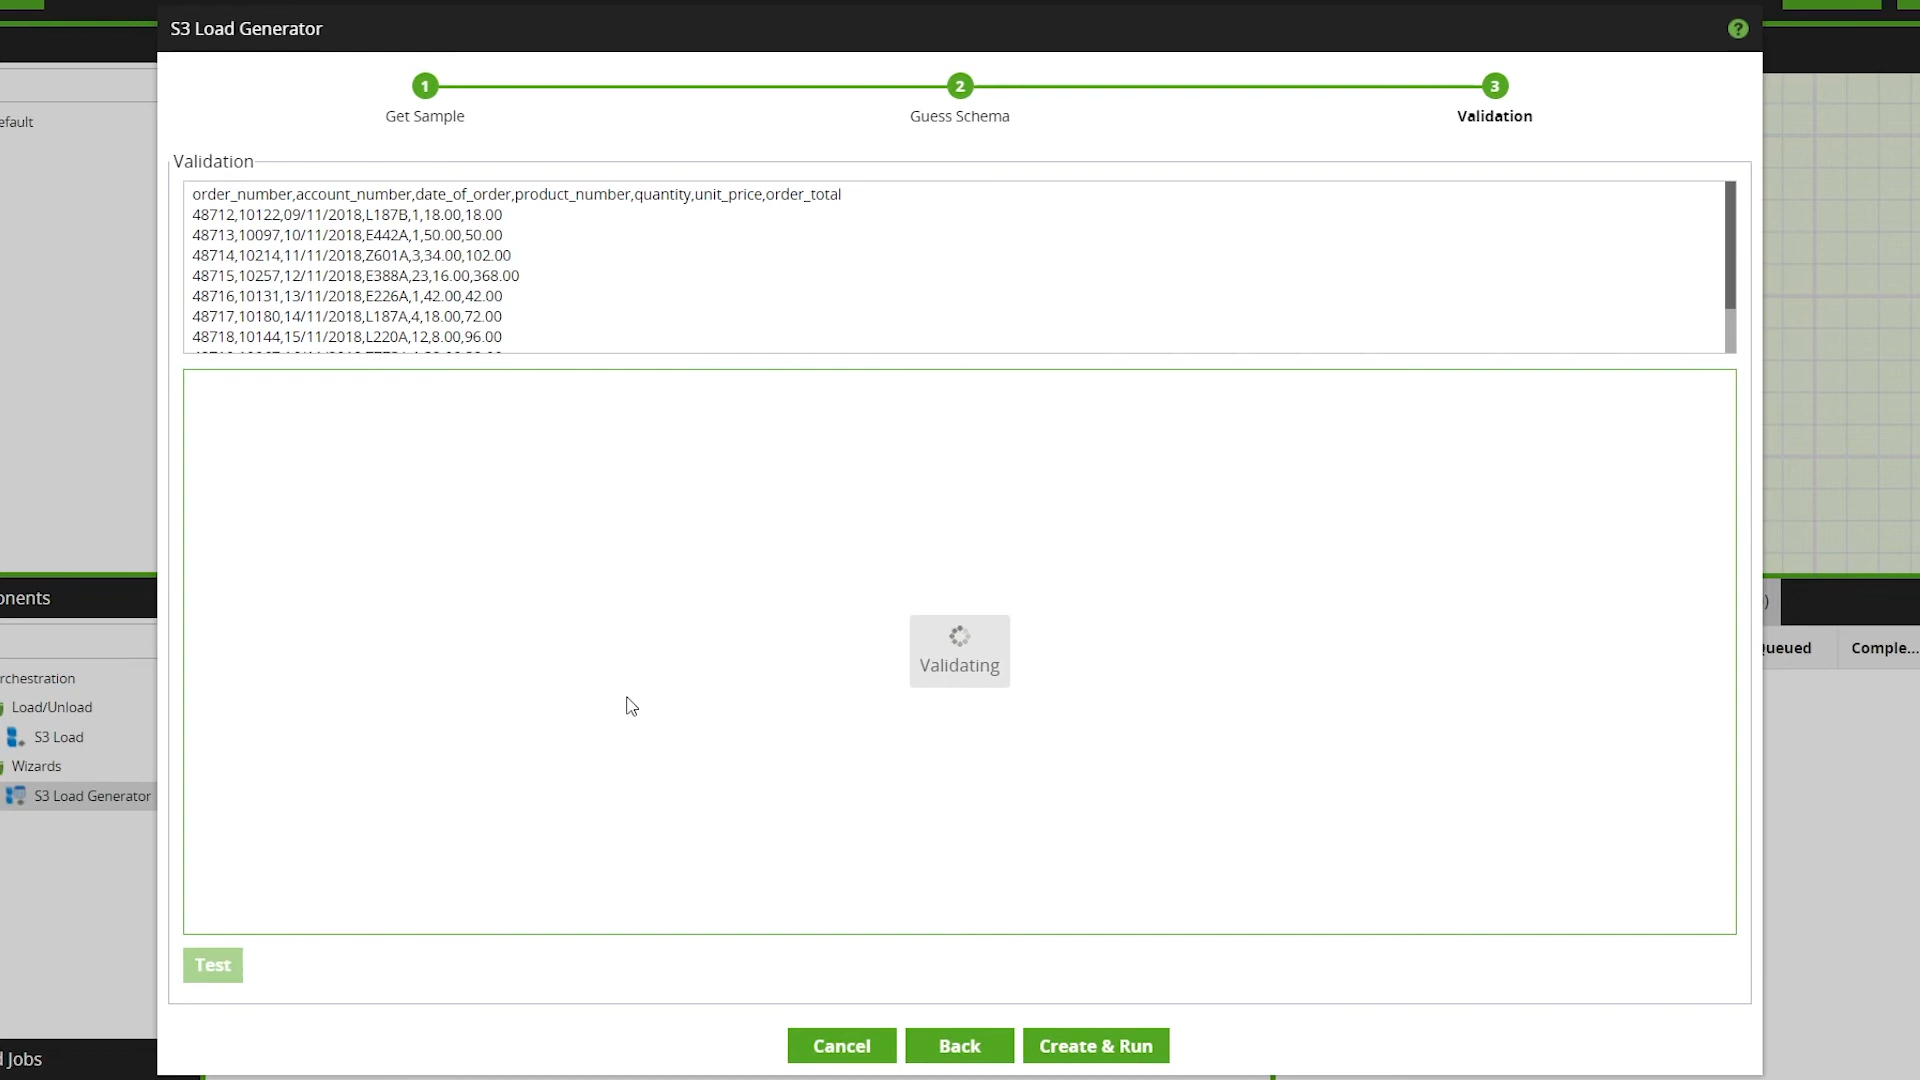 S3 Load Generator
?
1
2
3
Get Sample
Guess Schema
Validation
efault
Validation
order_number,account_number,date_of_order,product_number,quantity,unit_price,order_total
48712,10122,09/11/2018,L187B,1,18.00,18.00
48713,10097,10/11/2018,E442A,1,50.00,50.00
48714,10214,11/11/2018,Z601A,3,34.00,102.00
48715,10257,12/11/2018,E388A,23,16.00,368.00
48716,10131,13/11/2018,E226A,1,42.00,42.00
48717,10180,14/11/2018,L187A,4,18.00,72.00
48718,10144,15/11/2018,L220A,12,8.00,96.00
Validating
onents
rchestration
Load/Unload
S3 Load
Wizards
S3 Load Generator
)
ueued
Comple...
Test
Cancel
Back
Create & Run
d Jobs